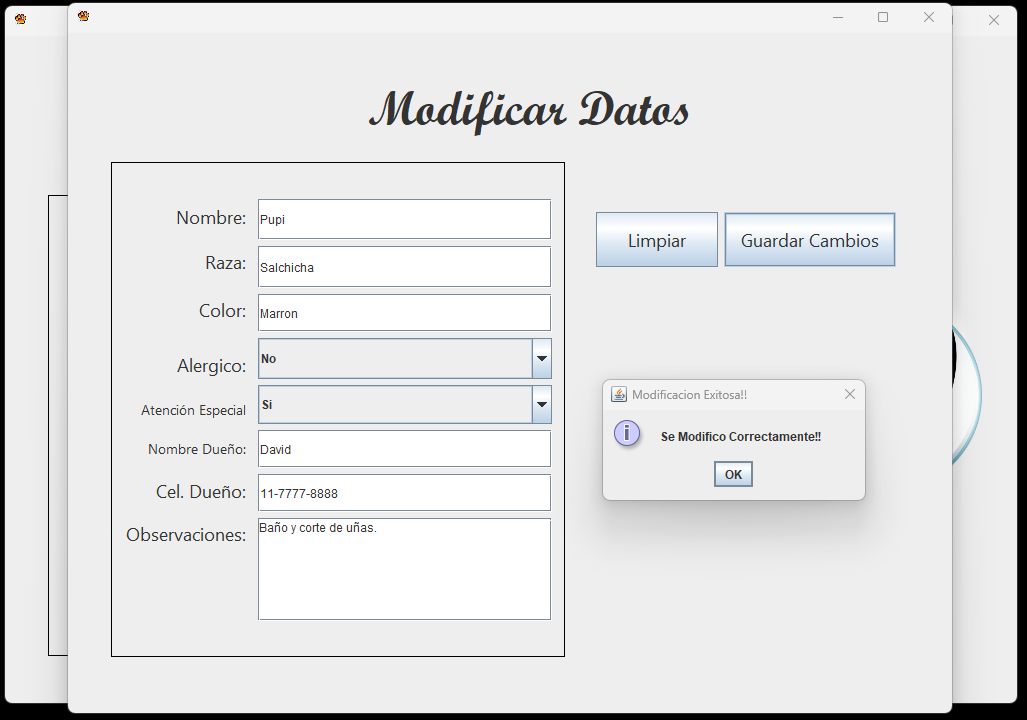 Modificar Datos
Nombre: Pupi
Raza: Salchicha
Color: Marron
Alergico: No
Atención Especial Si
Nombre Dueño: David
Cel. Dueño: 11-7777-8888
Observaciones: Baño y corte de uñas.
Limpiar Guardar Cambios
Modificacion Exitosa!!
Se Modifico Correctamente!!
OK